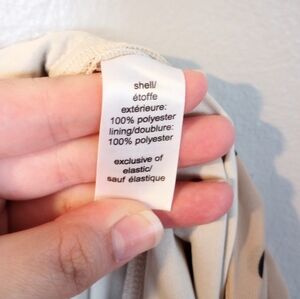 shell/
étoffe
extérieure:
100% polyester
lining/doublure:
100% polyester
exclusive of
elastic/
sauf élastique